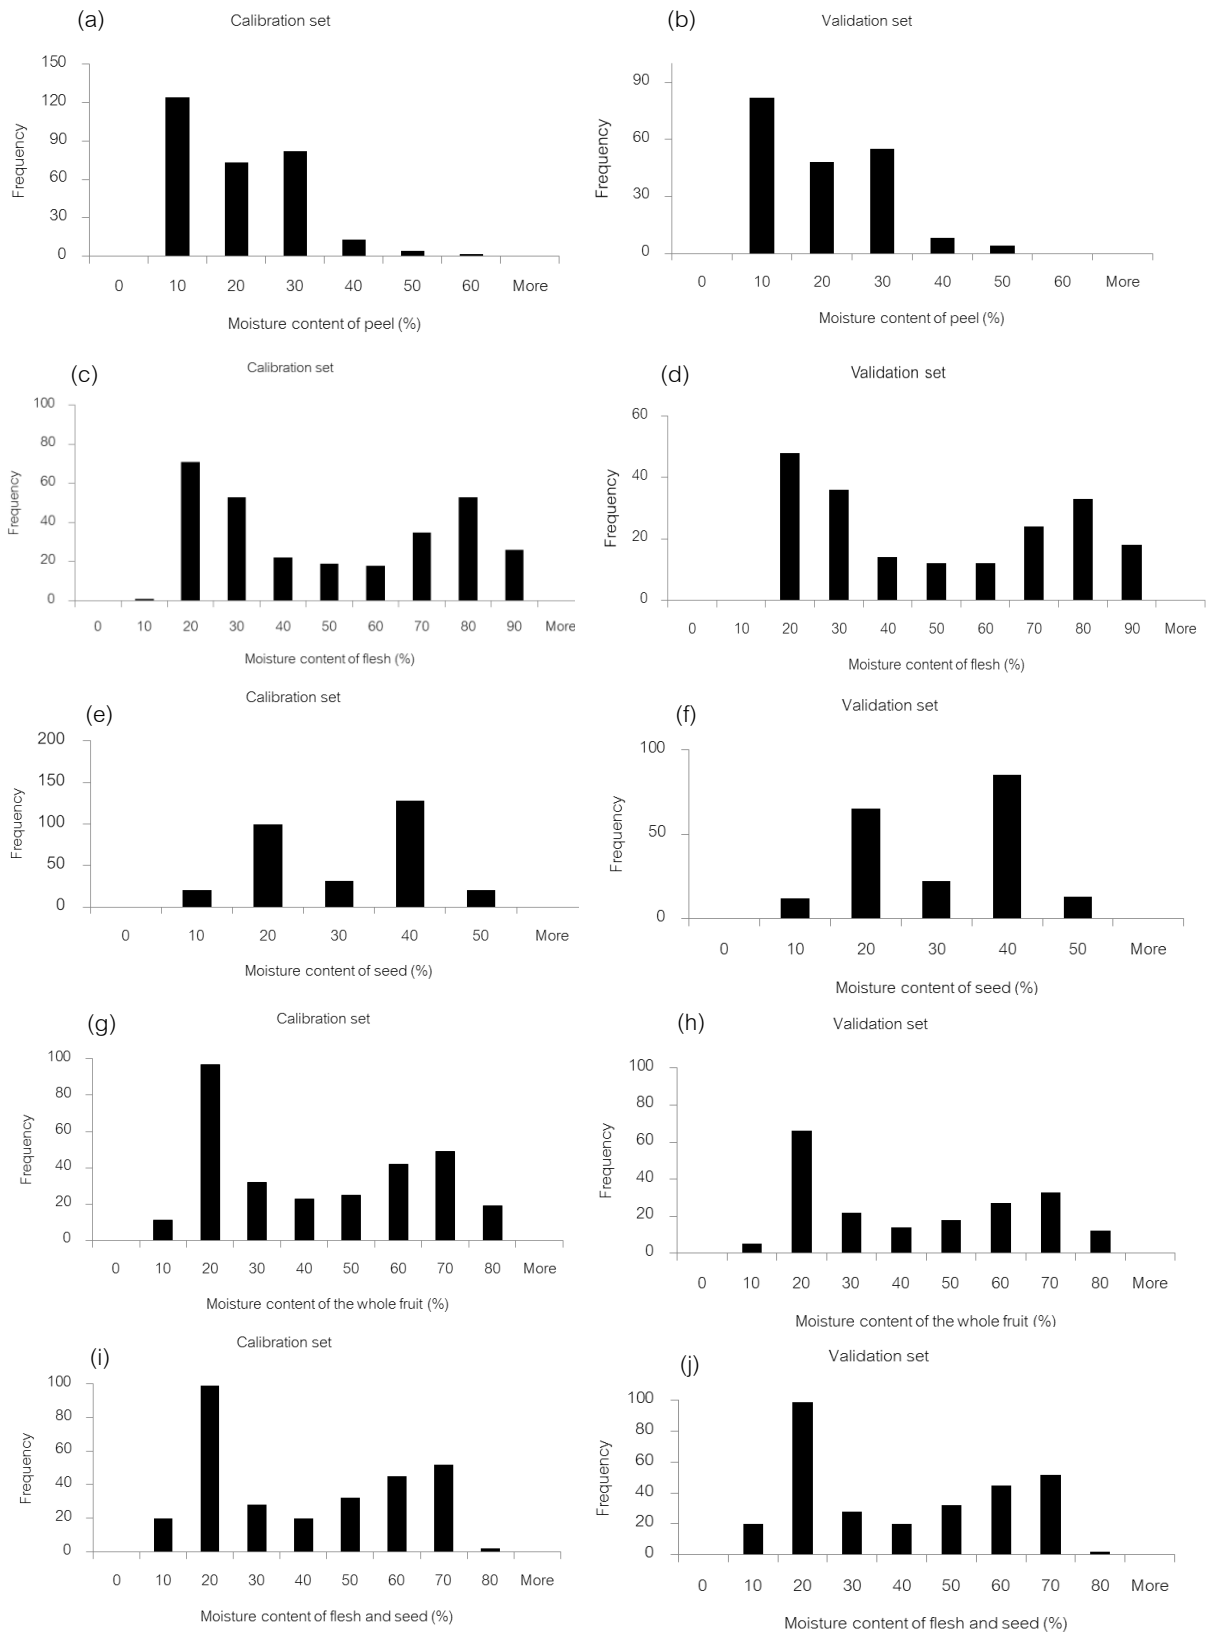 (a)
Calibration set
150
120
90
60
30
0
Frequency
0 10 20 30 40 50 60 More
Moisture content of peel (%)
(b)
Validation set
90
60
30
0
Frequency
0 10 20 30 40 50 60 More
Moisture content of peel (%)
(c)
Calibration set
100
80
60
40
20
0
Frequency
0 10 20 30 40 50 60 70 80 90 More
Moisture content of flesh (%)
(d)
Validation set
60
40
20
0
Frequency
0 10 20 30 40 50 60 70 80 90 More
Moisture content of flesh (%)
(e)
Calibration set
200
150
100
50
0
Frequency
0 10 20 30 40 50 More
Moisture content of seed (%)
(f)
Validation set
100
50
0
Frequency
0 10 20 30 40 50 More
Moisture content of seed (%)
(g)
Calibration set
100
80
60
40
20
0
Frequency
0 10 20 30 40 50 60 70 80 More
Moisture content of the whole fruit (%)
(h)
Validation set
100
80
60
40
20
0
Frequency
0 10 20 30 40 50 60 70 80 More
Moisture content of the whole fruit (%)
(i)
Calibration set
100
80
60
40
20
0
Frequency
0 10 20 30 40 50 60 70 80 More
Moisture content of flesh and seed (%)
(j)
Validation set
100
80
60
40
20
0
Frequency
0 10 20 30 40 50 60 70 80 More
Moisture content of flesh and seed (%)